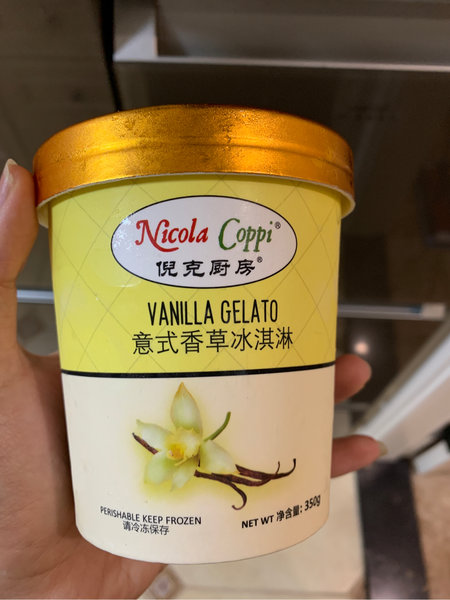 Nicola Coppi®
倪克厨房®
VANILLA GELATO
意式香草冰淇淋
PERISHABLE KEEP FROZEN
请冷冻保存
NET WT 净含量: 350g